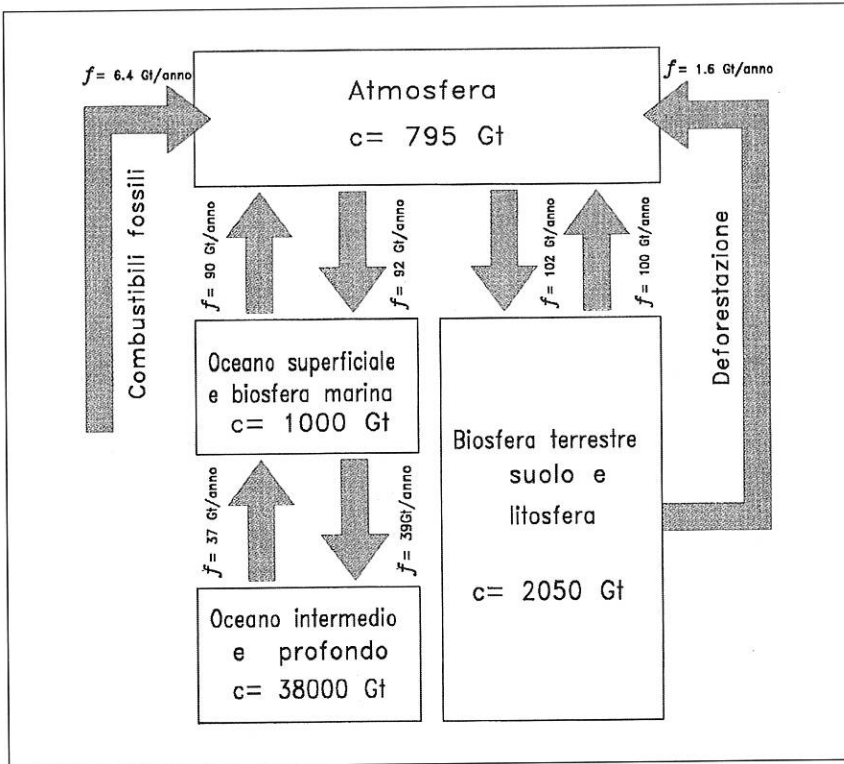 f= 6.4 Gt/anno
Atmosfera
c= 795 Gt
f= 1.6 Gt/anno
Combustibili fossili
f= 90 Gt/anno
f= 92 Gt/anno
f= 102 Gt/anno
f= 100 Gt/anno
Deforestazione
Oceano superficiale
e biosfera marina
c= 1000 Gt
Biosfera terrestre
suolo e
litosfera
c= 2050 Gt
f= 37 Gt/anno
f= 39Gt/anno
Oceano intermedio
e profondo
c= 38000 Gt